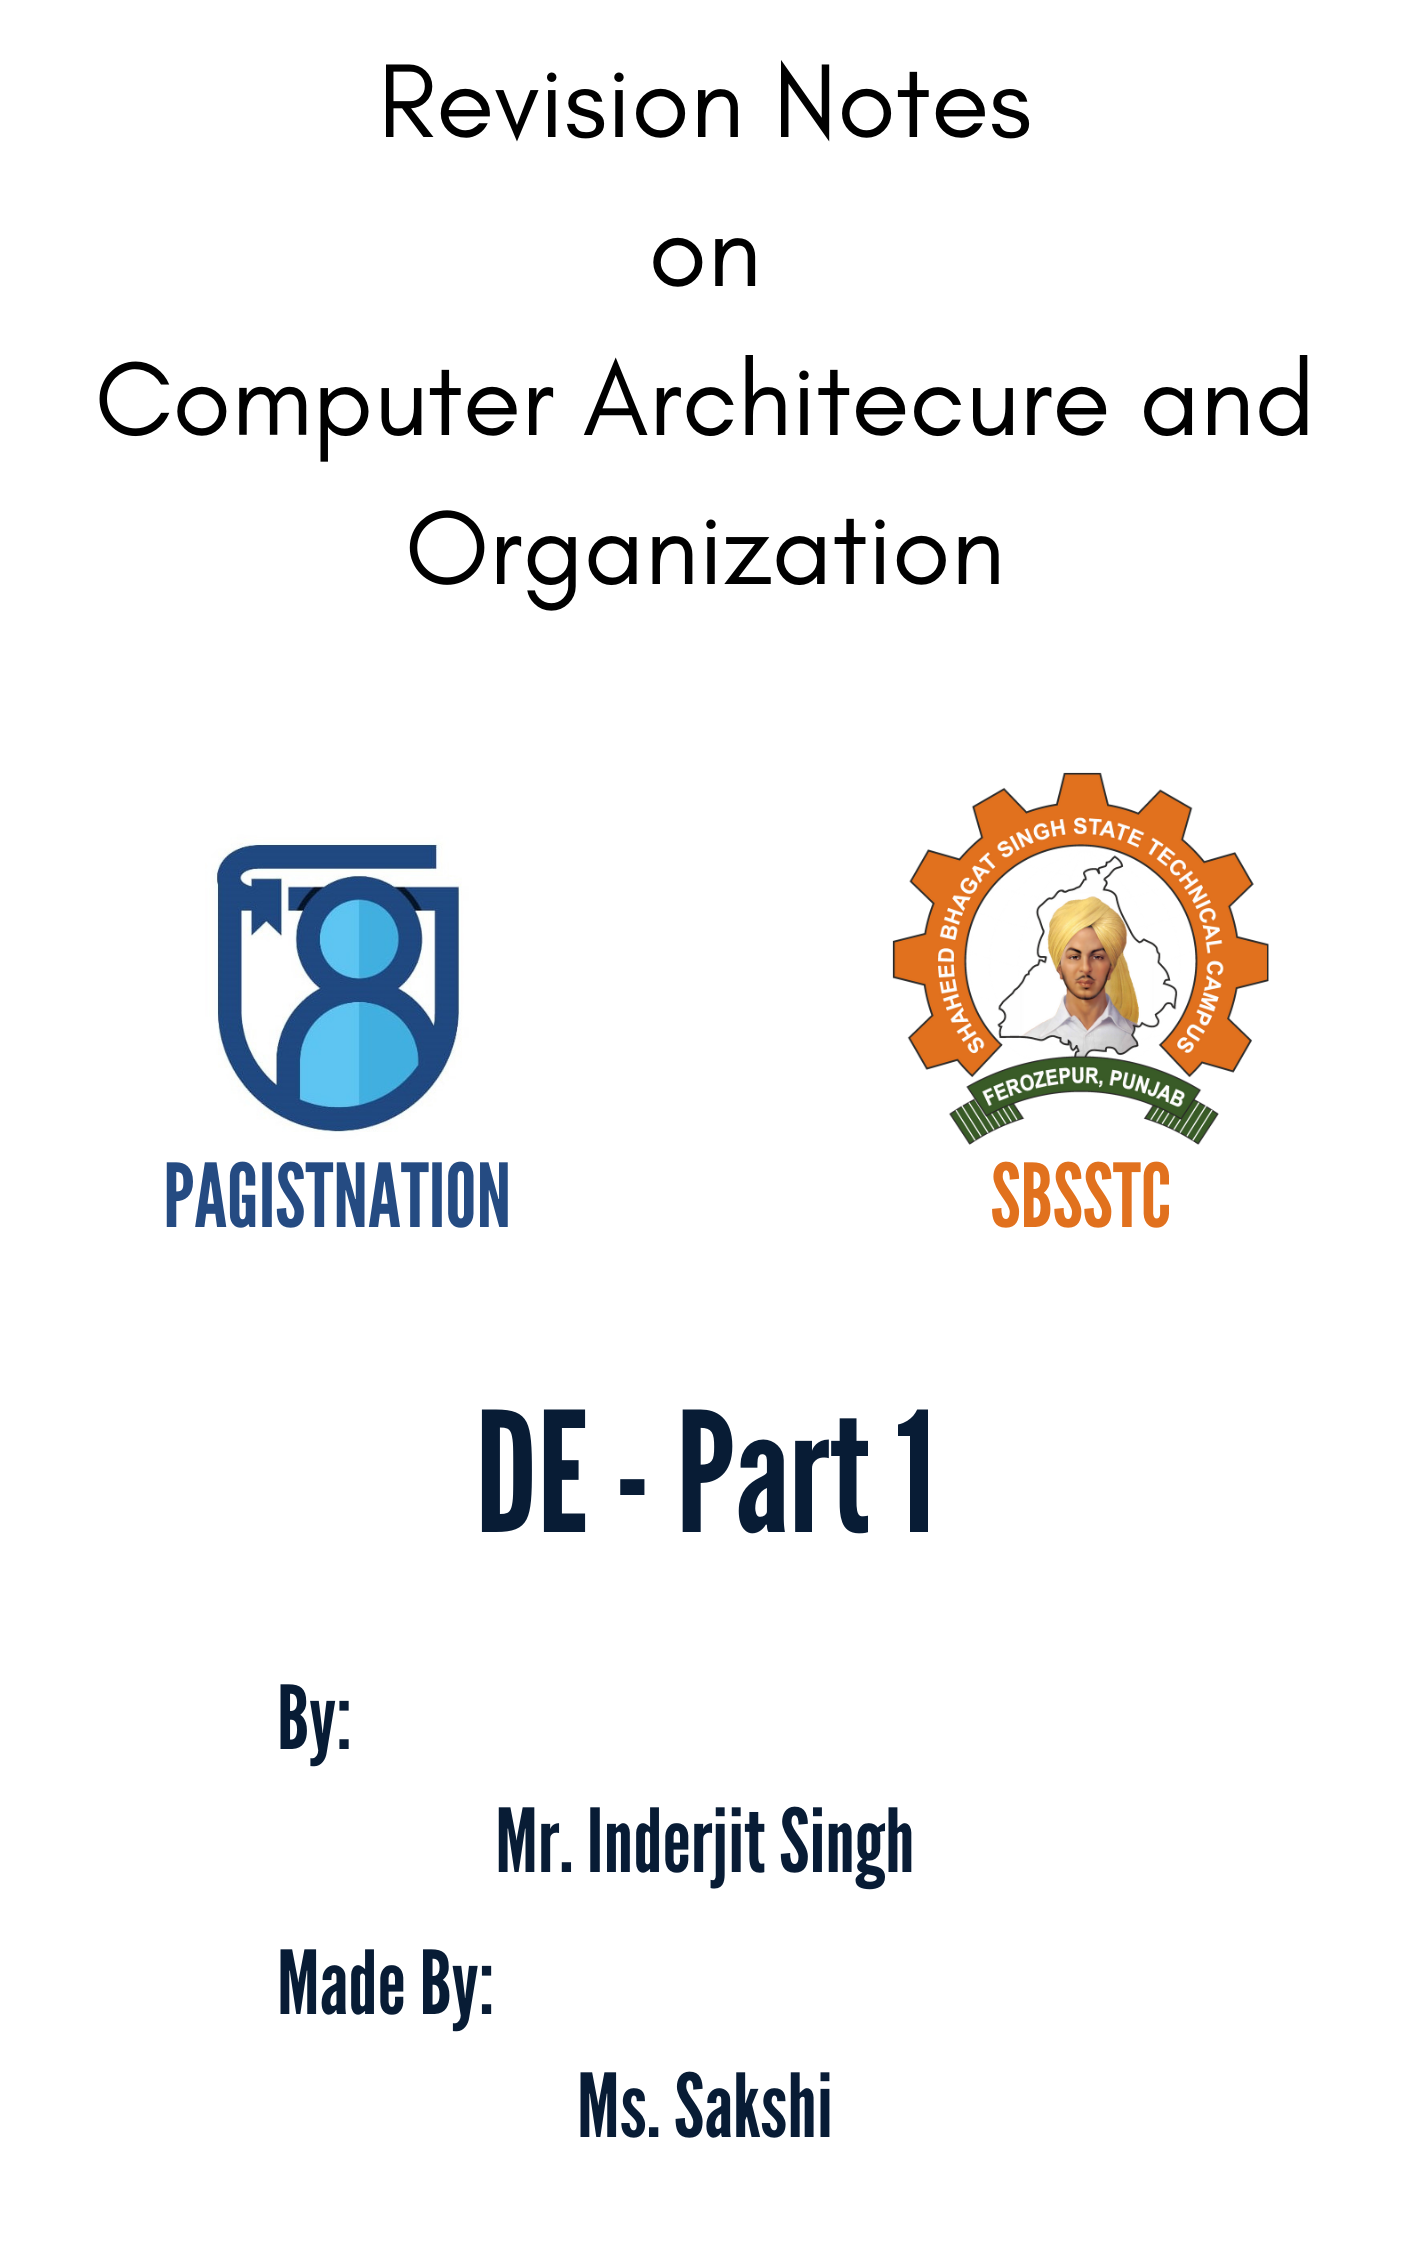 Revision Notes
on
Computer Architecure and
Organization
SHAHEED BHAGAT SINGH STATE TECHNICAL CAMPUS
FEROZEPUR, PUNJAB
PAGISTNATION
SBSSTC
DE - Part 1
By:
Mr. Inderjit Singh
Made By:
Ms. Sakshi